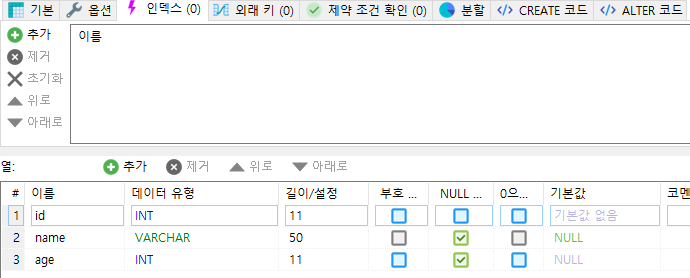 기본 옵션 인덱스 (0) 외래 키 (0) 제약 조건 확인 (0) 분할 </> CREATE 코드 </> ALTER 코드
추가
제거
초기화
위로
아래로
이름
열: 추가 제거 위로 아래로
# 이름 데이터 유형 길이/설정 부호 ... NULL ... 0으... 기본값 코멘
1 id INT 11 기본값 없음
2 name VARCHAR 50 NULL
3 age INT 11 NULL